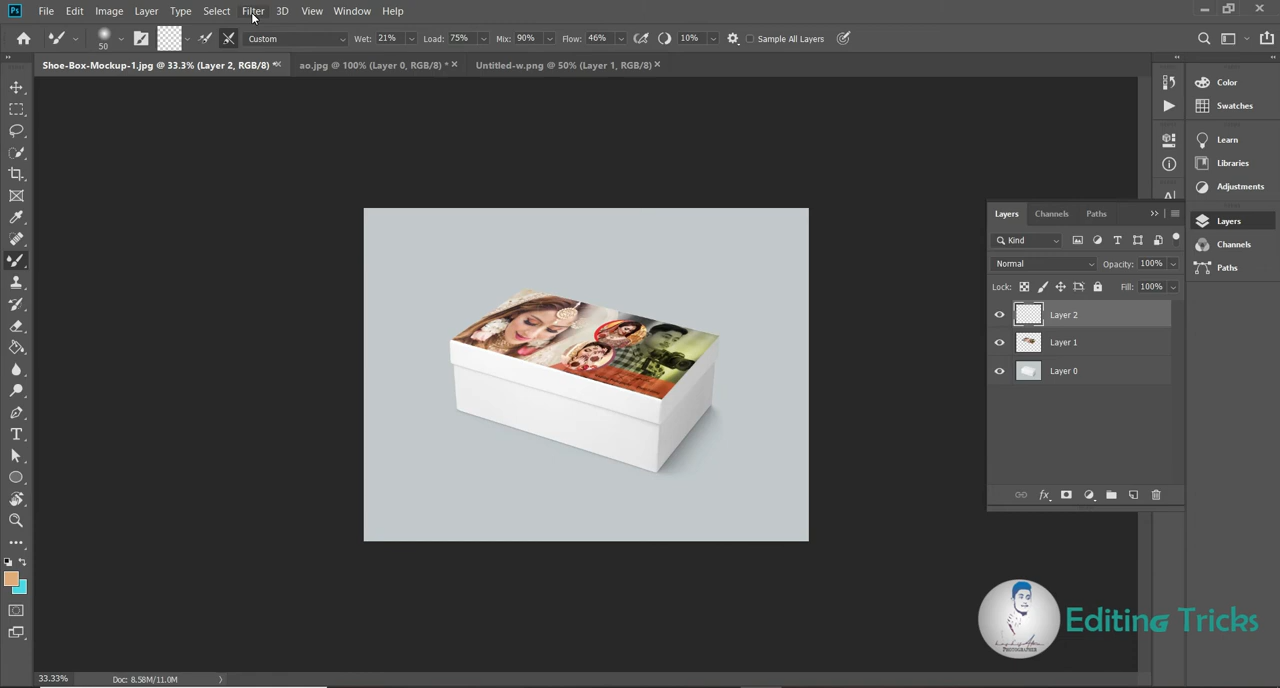 Ps File Edit Image Layer Type Select Filter 3D View Window Help
50 Custom Wet: 21% Load: 75% Mix: 90% Flow: 46% 10% Sample All Layers
Shoe-Box-Mockup-1.jpg @ 33.3% (Layer 2, RGB/8) * ao.jpg @ 100% (Layer 0, RGB/8) * Untitled-w.png @ 50% (Layer 1, RGB/8)
Color
Swatches
Learn
Libraries
Adjustments
Layers
Channels
Paths
Layers Channels Paths
Kind
Normal Opacity: 100%
Lock: Fill: 100%
Layer 2
Layer 1
Layer 0
Editing Tricks
PHOTOGRAPHER
33.33% Doc: 8.58M/11.0M